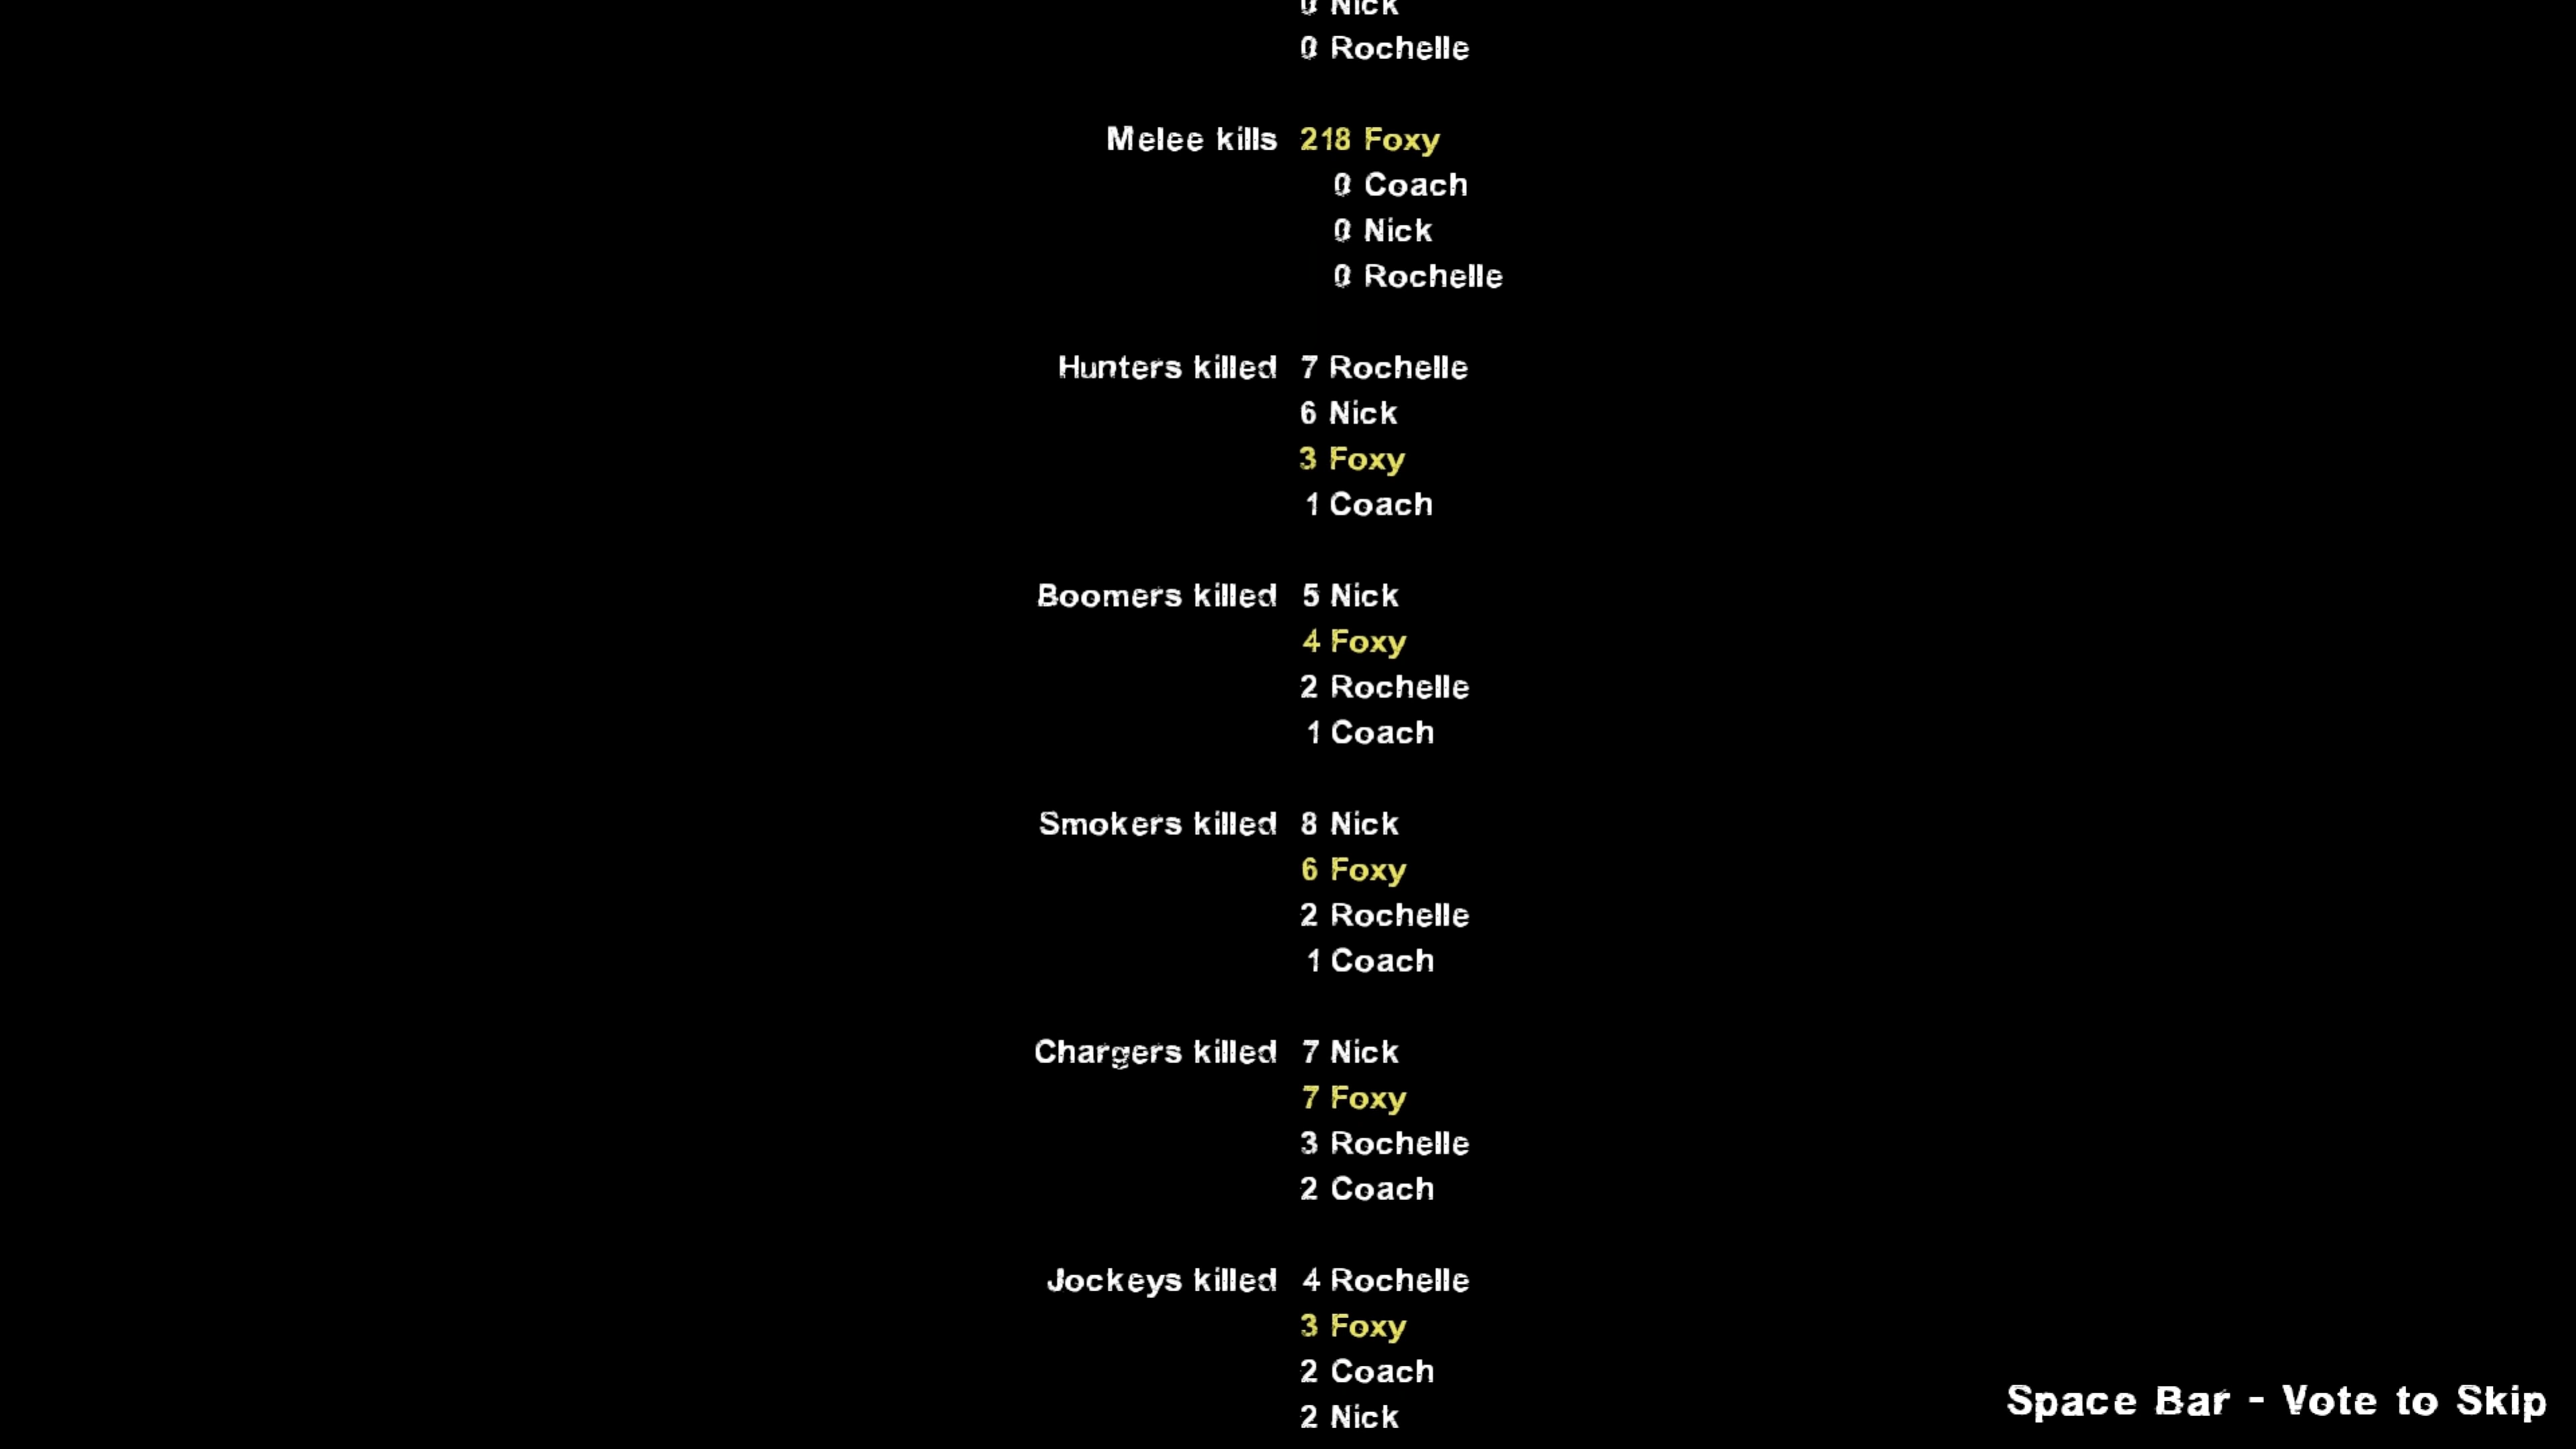 0 Nick
0 Rochelle
Melee kills 218 Foxy
0 Coach
0 Nick
0 Rochelle
Hunters killed 7 Rochelle
6 Nick
3 Foxy
1 Coach
Boomers killed 5 Nick
4 Foxy
2 Rochelle
1 Coach
Smokers killed 8 Nick
6 Foxy
2 Rochelle
1 Coach
Chargers killed 7 Nick
7 Foxy
3 Rochelle
2 Coach
Jockeys killed 4 Rochelle
3 Foxy
2 Coach
2 Nick
Space Bar - Vote to Skip